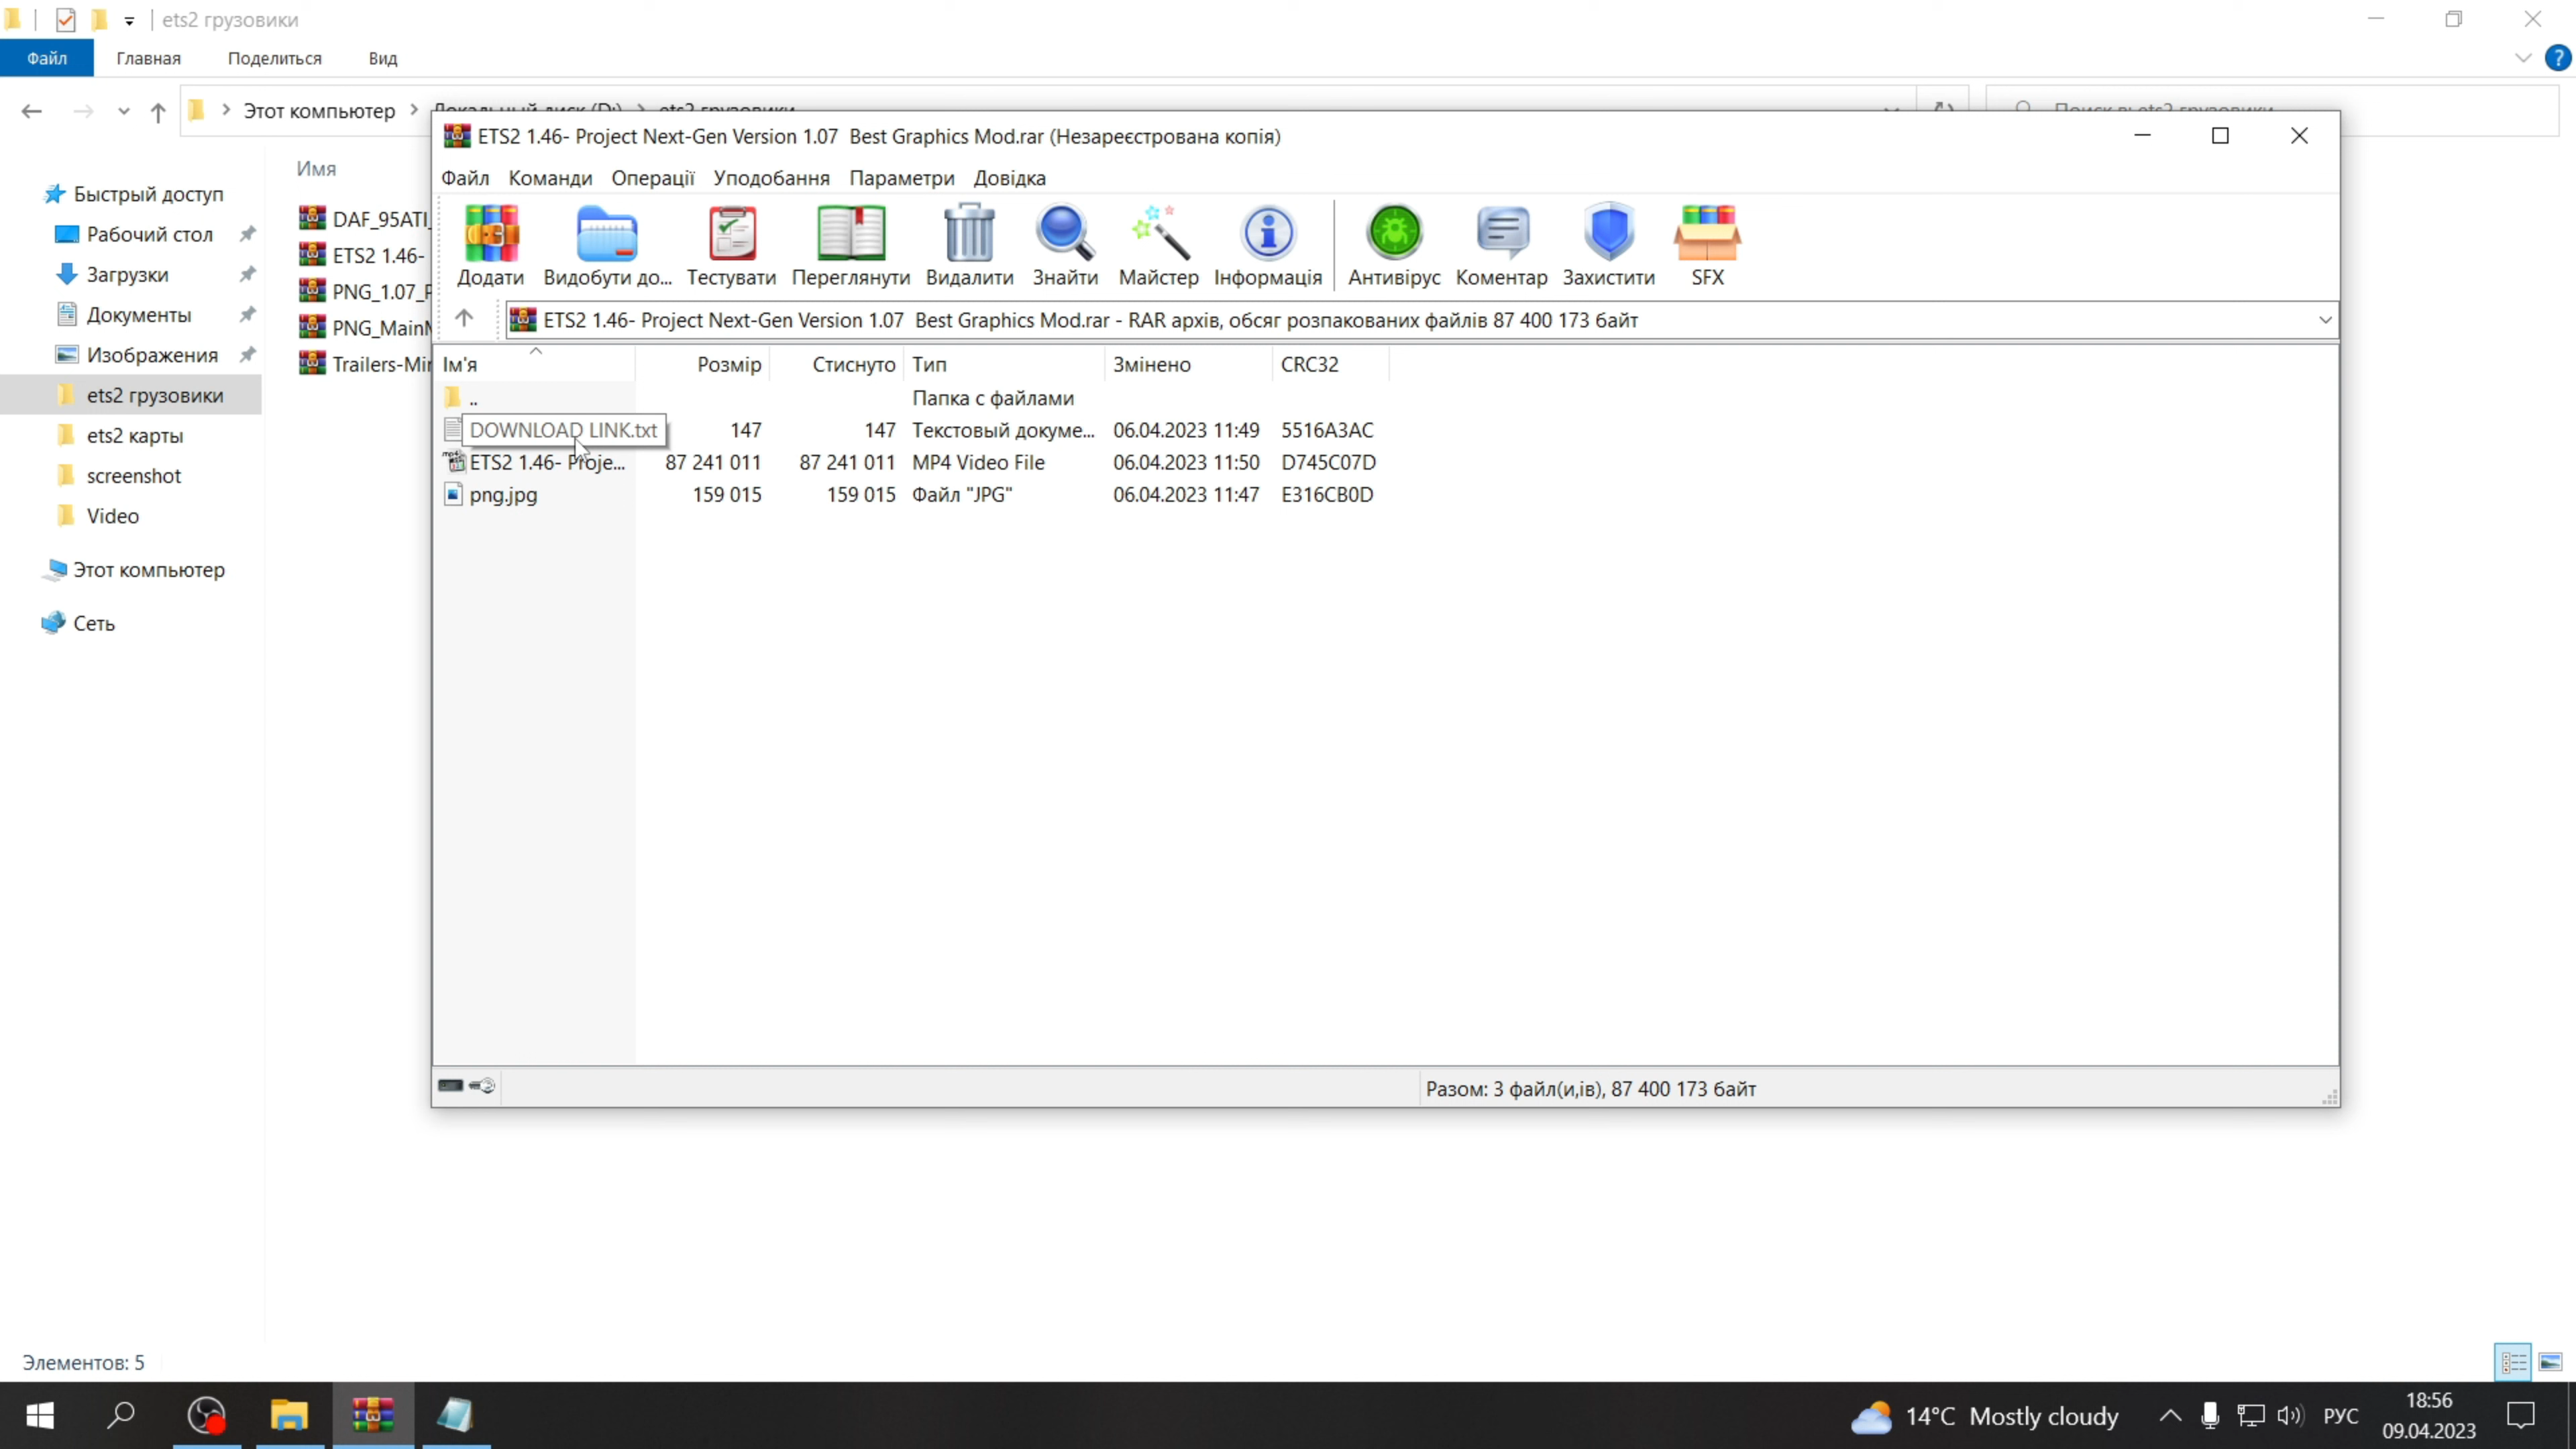 ets2 грузовики
Файл
Главная
Поделиться
Вид
?
Этот компьютер
Локальный диск (D:)
ets2 грузовики
Поиск в: ets2 грузовики
Имя
Быстрый доступ
Рабочий стол
Загрузки
Документы
Изображения
ets2 грузовики
ets2 карты
screenshot
Video
Этот компьютер
Сеть
DAF_95ATI_
ETS2 1.46-
PNG_1.07_
Trailers-Mi
ETS2 1.46- Project Next-Gen Version 1.07 Best Graphics Mod.rar (Незареєстрована копія)
Файл Команди Операції Уподобання Параметри Довідка
Додати Видобути до... Тестувати Переглянути Видалити Знайти Майстер Інформація Антивірус Коментар Захистити SFX
ETS2 1.46- Project Next-Gen Version 1.07 Best Graphics Mod.rar - RAR архів, обсяг розпакованих файлів 87 400 173 байт
Ім'я Розмір Стиснуто Тип Змінено CRC32
.. Папка с файлами
DOWNLOAD LINK.txt 147 147 Текстовый докуме... 06.04.2023 11:49 5516A3AC
ETS2 1.46- Proje... 87 241 011 87 241 011 MP4 Video File 06.04.2023 11:50 D745C07D
png.jpg 159 015 159 015 Файл "JPG" 06.04.2023 11:47 E316CB0D
Разом: 3 файл(и,ів), 87 400 173 байт
Элементов: 5
14°C Mostly cloudy
РУС
18:56
09.04.2023